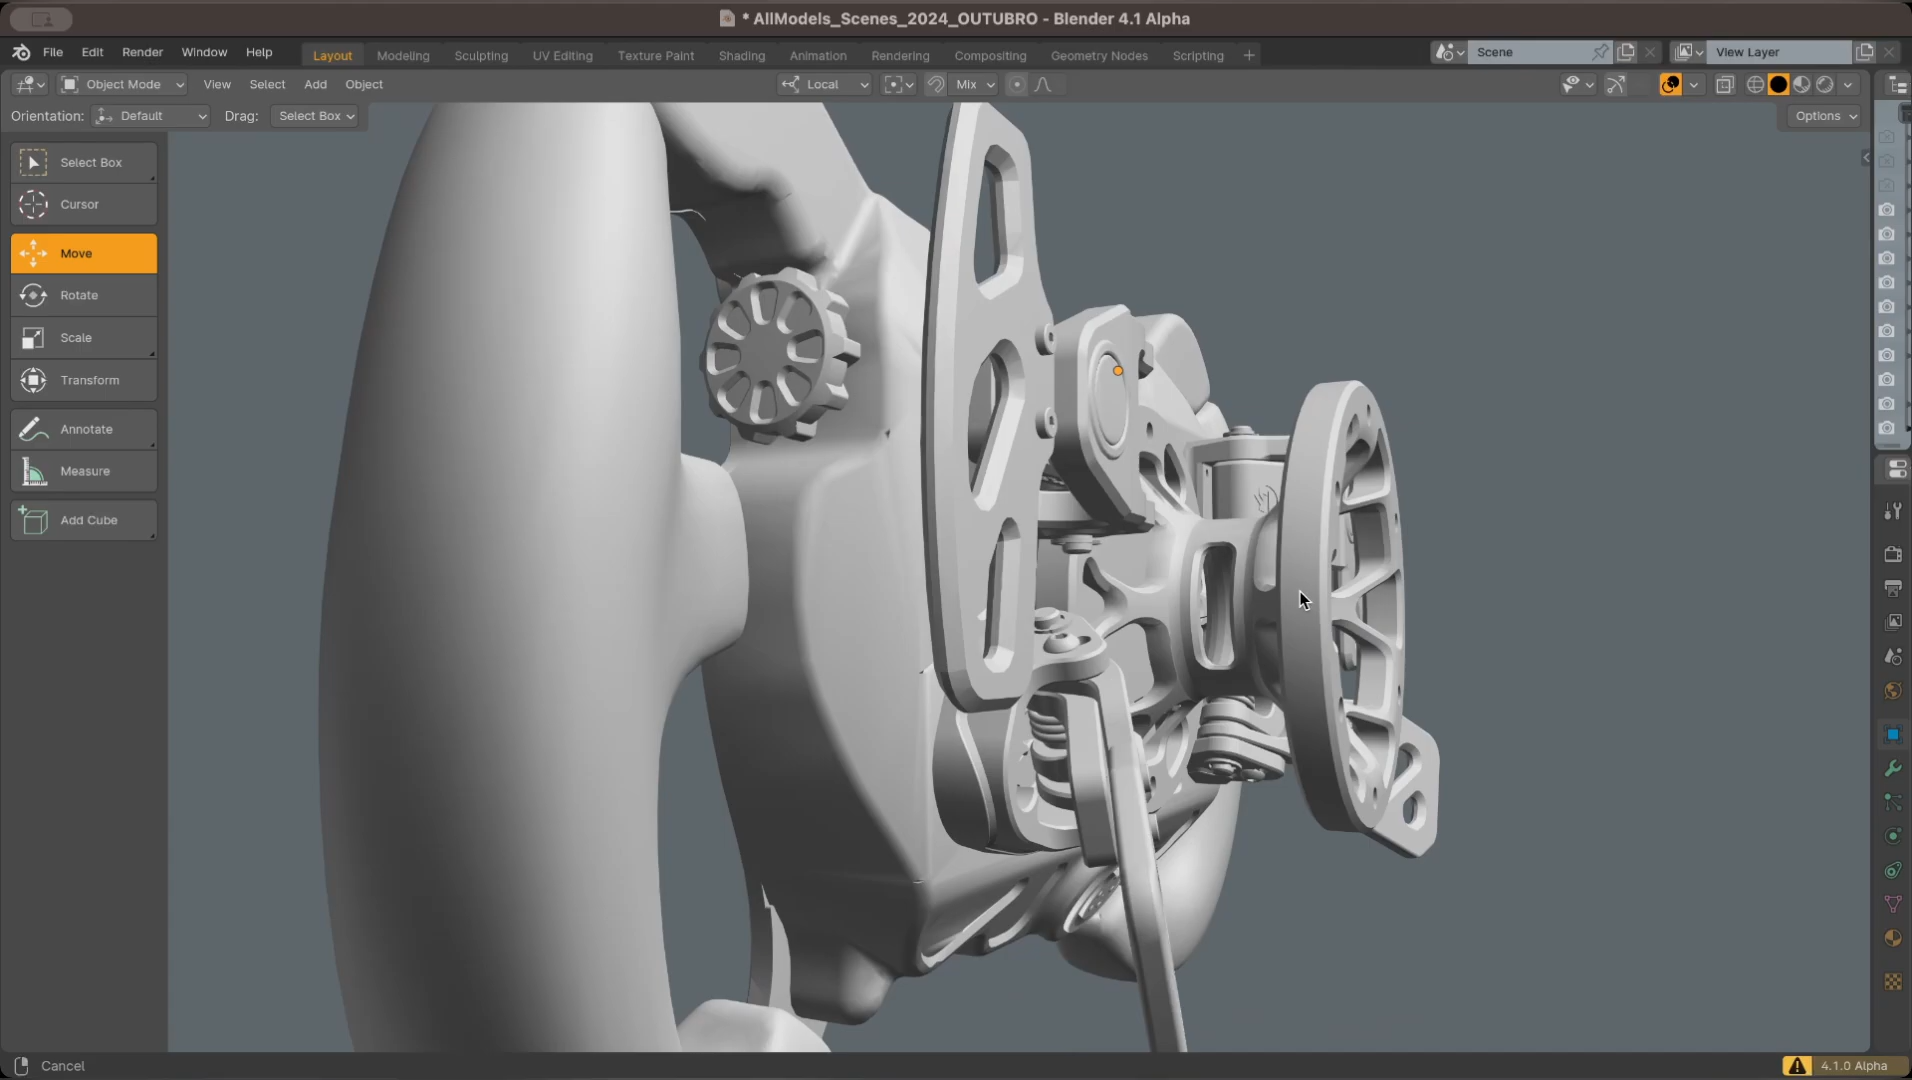 * AllModels_Scenes_2024_OUTUBRO - Blender 4.1 Alpha
File Edit Render Window Help Layout Modeling Sculpting UV Editing Texture Paint Shading Animation Rendering Compositing Geometry Nodes Scripting + Scene View Layer
Object Mode View Select Add Object Local Mix
Orientation: Default Drag: Select Box Options
Select Box
Cursor
Move
Rotate
Scale
Transform
Annotate
Measure
Add Cube
Cancel 4.1.0 Alpha